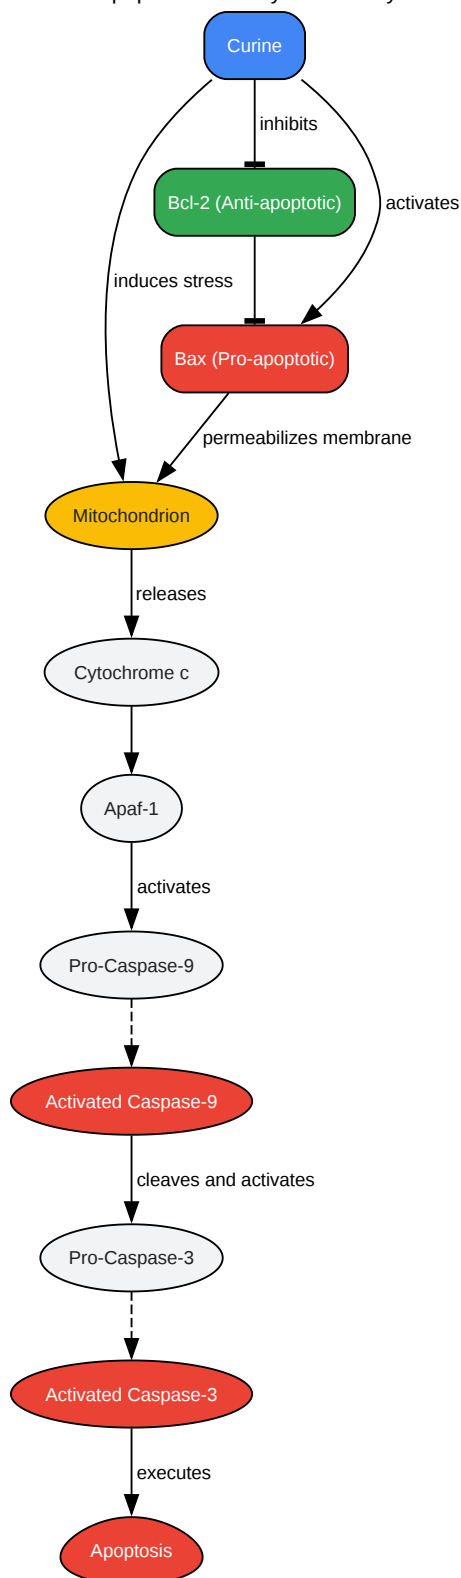 Curine
inhibits
Bcl-2 (Anti-apoptotic)
activates
induces stress
Bax (Pro-apoptotic)
permeabilizes membrane
Mitochondrion
releases
Cytochrome c
Apaf-1
activates
Pro-Caspase-9
Activated Caspase-9
cleaves and activates
Pro-Caspase-3
Activated Caspase-3
executes
Apoptosis